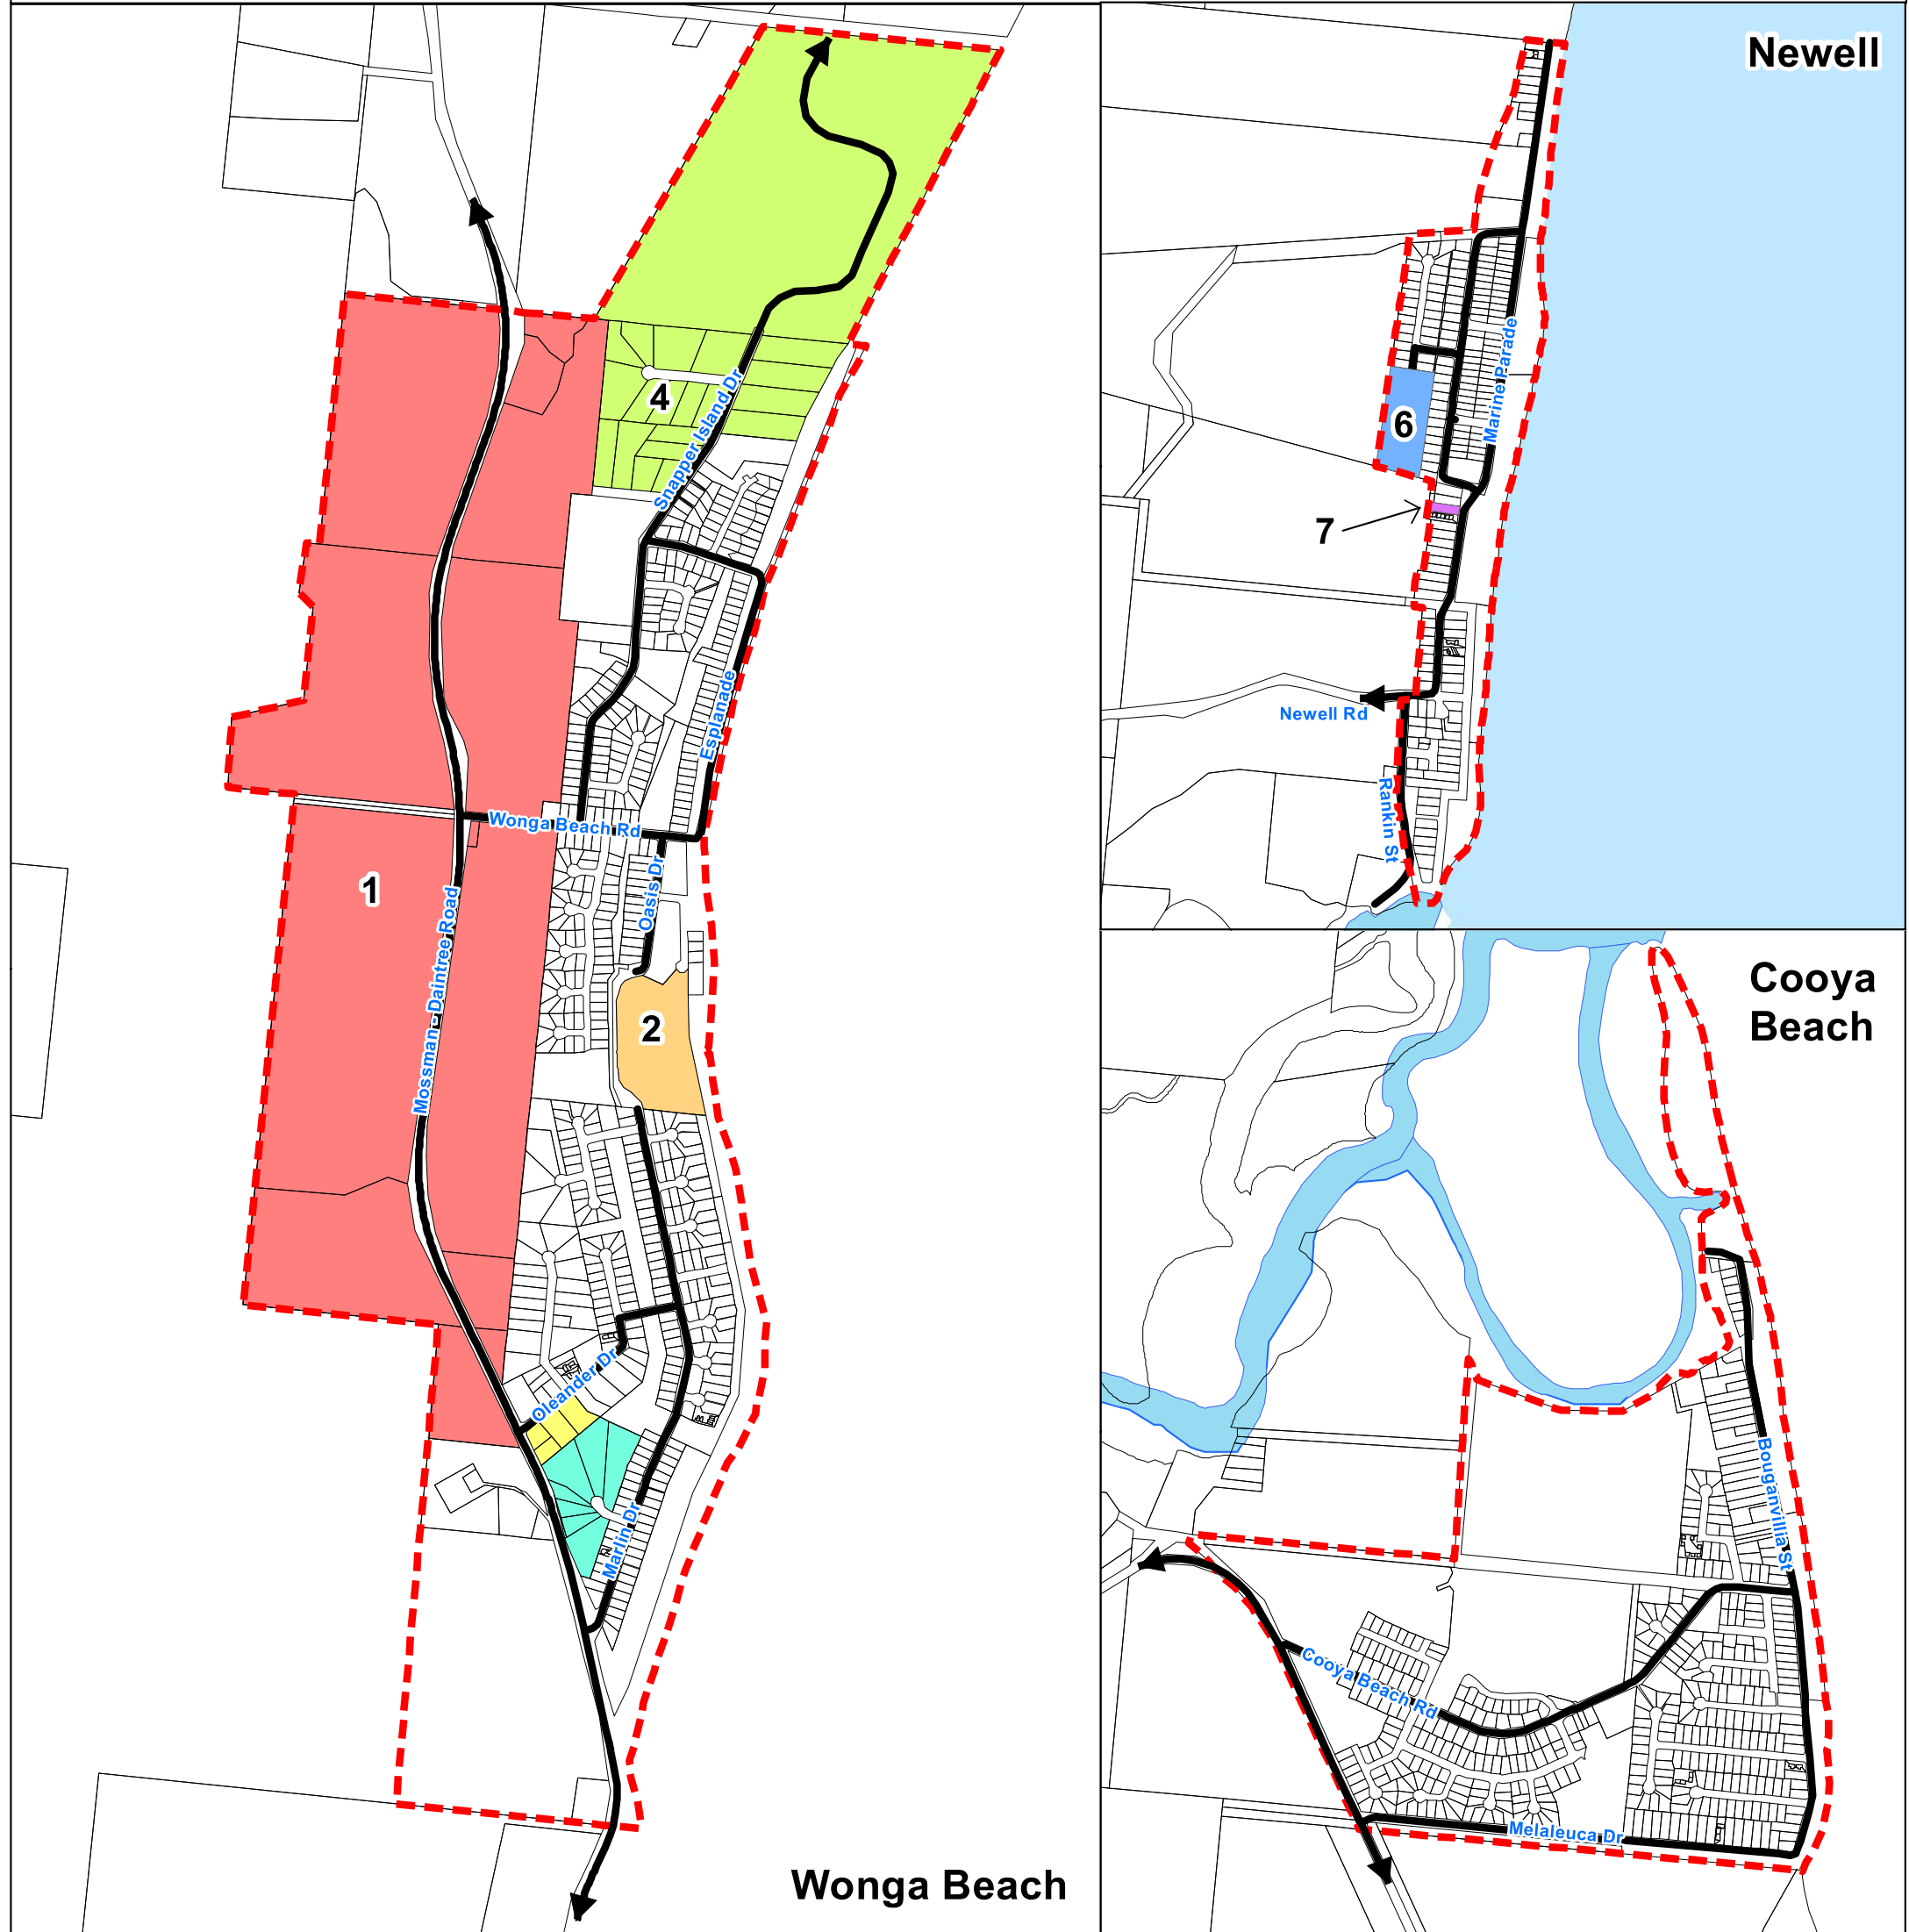 4
Snapper Island Dr
Esplanade
Wonga Beach Rd
1
Oasis Dr
Mossman - Daintree Road
2
Oleander Dr
Marlin Dr
Wonga Beach
Newell
Marine Parade
6
7
Newell Rd
Rankin St
Cooya
Beach
Bouganvillia St
Cooya Beach Rd
Melaleuca Dr